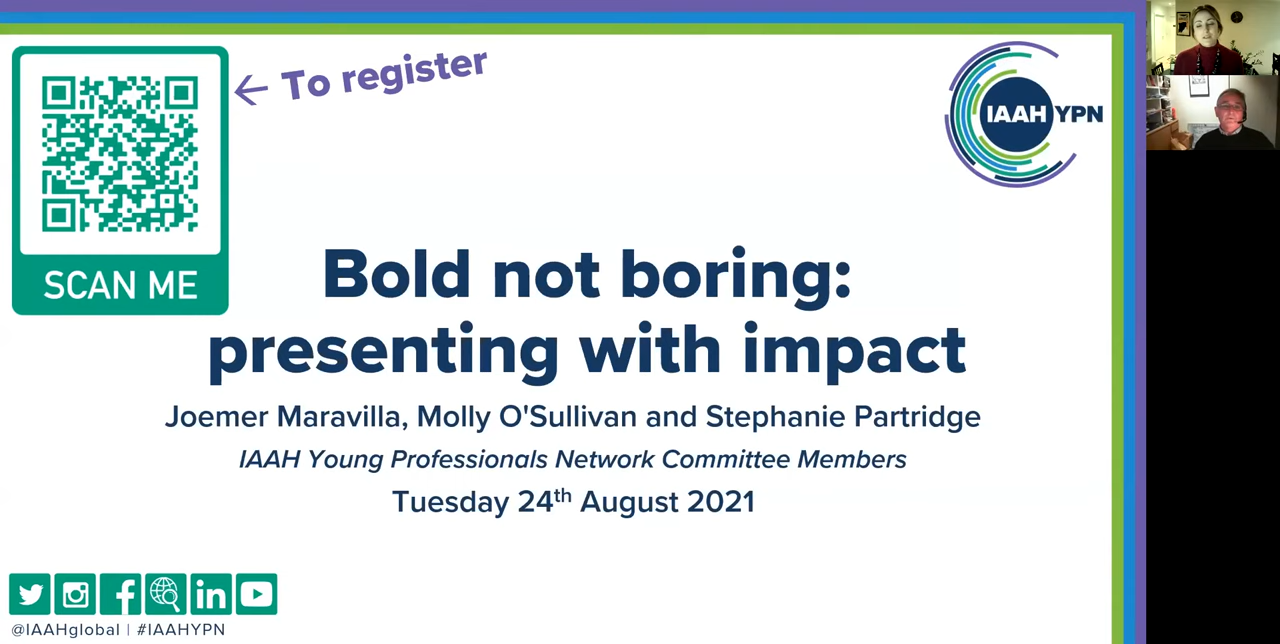 ← To register
SCAN ME
IAAH YPN
Bold not boring:
presenting with impact
Joemer Maravilla, Molly O'Sullivan and Stephanie Partridge
IAAH Young Professionals Network Committee Members
Tuesday 24th August 2021
@IAAHglobal | #IAAHYPN